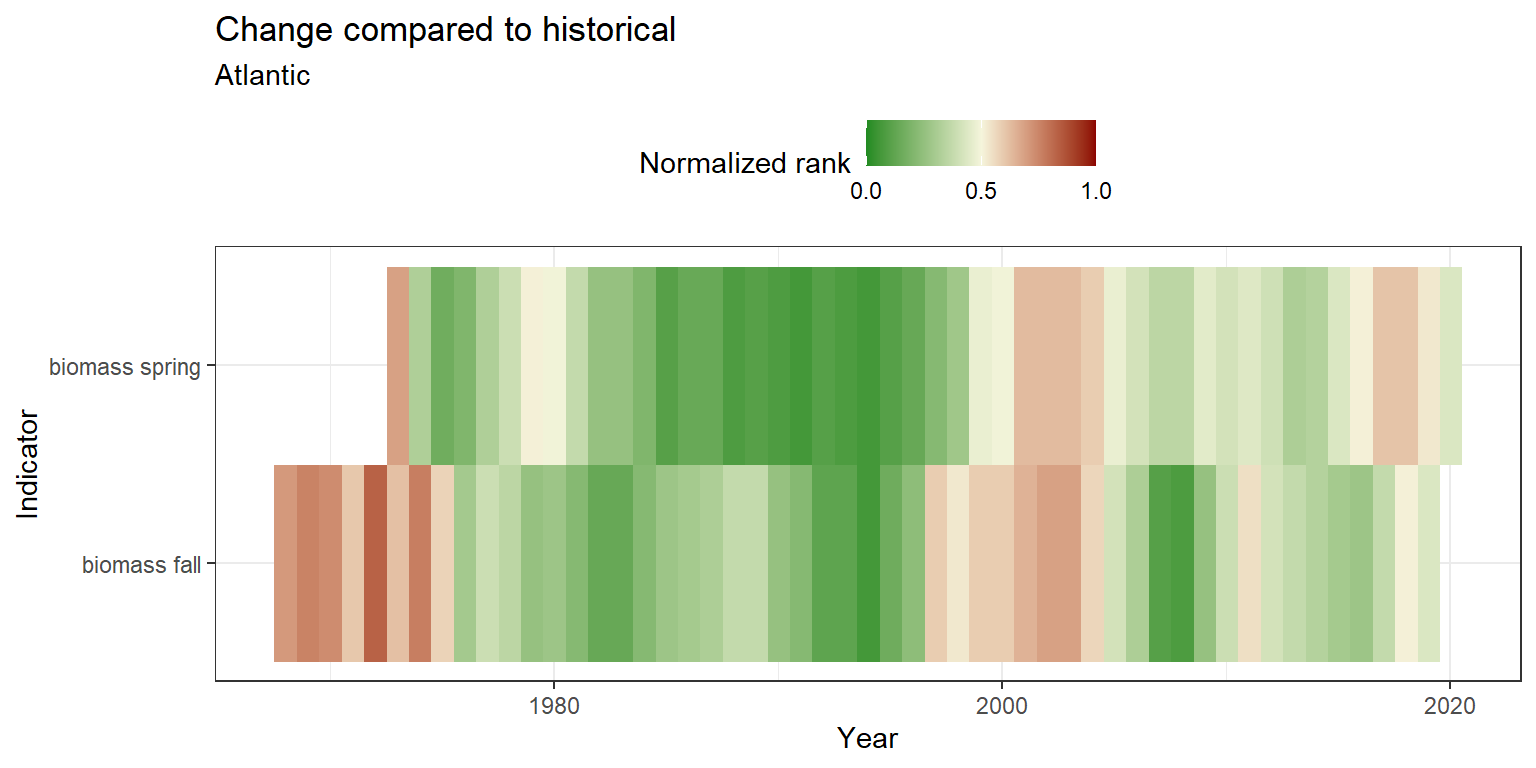 Change compared to historical
Atlantic
Normalized rank
0.0 0.5 1.0
Indicator
biomass spring
biomass fall
1980 2000 2020
Year